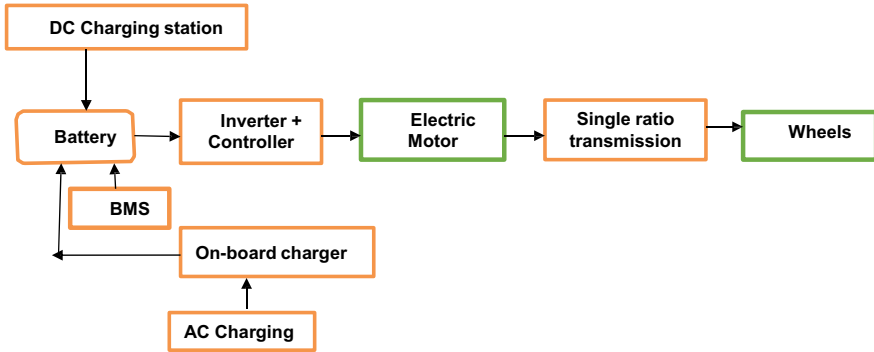 DC Charging station
Battery
Inverter +
Controller
Electric
Motor
Single ratio
transmission
Wheels
BMS
On-board charger
AC Charging